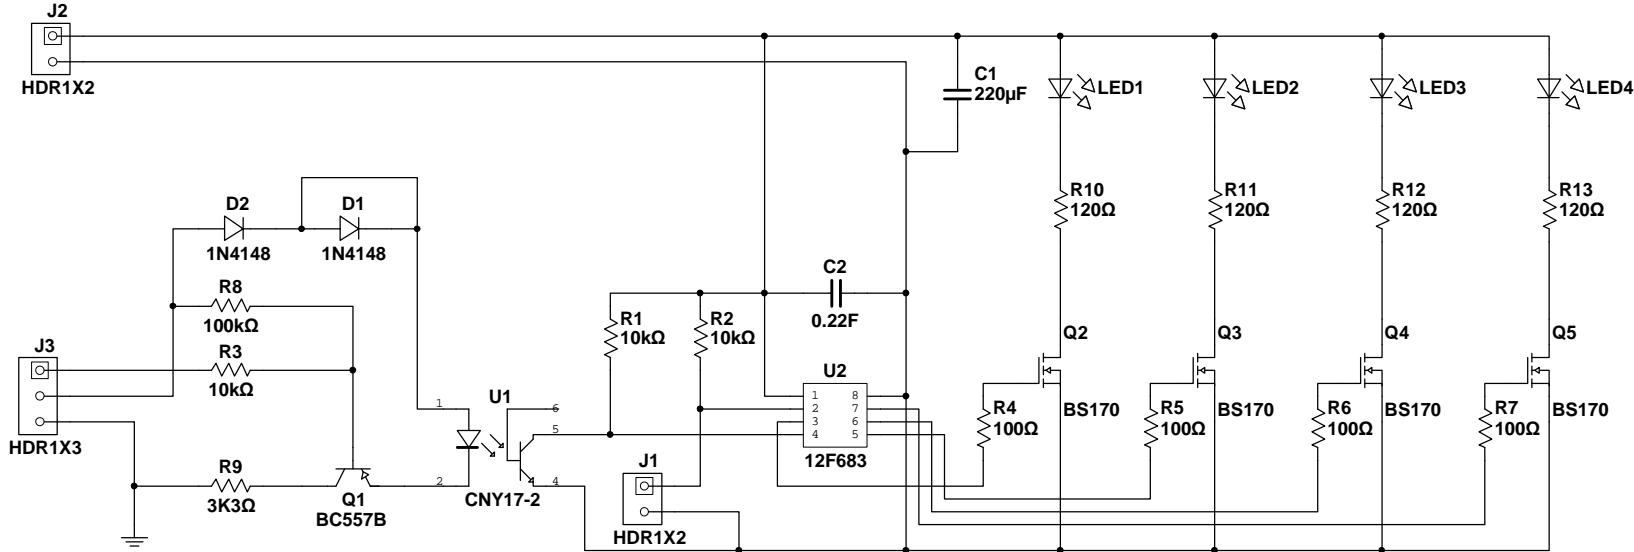 J2
HDR1X2
C1
220µF
LED1
LED2
LED3
LED4
D2
1N4148
D1
1N4148
R10
120Ω
R11
120Ω
R12
120Ω
R13
120Ω
R8
100kΩ
R3
10kΩ
J3
HDR1X3
C2
0.22F
R1
10kΩ
R2
10kΩ
Q2
BS170
Q3
BS170
Q4
BS170
Q5
BS170
U2
1
2
3
4
8
7
6
5
12F683
R4
100Ω
R5
100Ω
R6
100Ω
R7
100Ω
U1
1
2
6
5
4
CNY17-2
R9
3K3Ω
Q1
BC557B
J1
HDR1X2